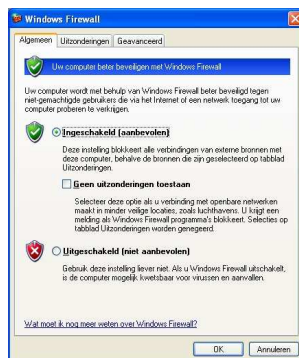 Windows Firewall
Algemeen
Uitzonderingen
Geavanceerd
Uw computer beter beveiligen met Windows Firewall
Uw computer wordt met behulp van Windows Firewall beter beveiligd tegen
niet-gemachtigde gebruikers die via het Internet of een netwerk toegang tot uw
computer proberen te verkrijgen.
Ingeschakeld (aanbevolen)
Deze instelling blokkeert alle verbindingen van externe bronnen met
deze computer, behalve de bronnen die zijn geselecteerd op tabblad
Uitzonderingen.
Geen uitzonderingen toestaan
Selecteer deze optie als u verbinding met openbare netwerken
maakt in minder veilige locaties, zoals luchthavens. U krijgt een
melding als Windows Firewall programma's blokkeert. Selecties op
tabblad Uitzonderingen worden genegeerd.
Uitgeschakeld (niet aanbevolen)
Gebruik deze instelling liever niet. Als u Windows Firewall uitschakelt,
is de computer mogelijk kwetsbaar voor virussen en aanvallen.
Wat moet ik nog meer weten over Windows Firewall?
OK
Annuleren